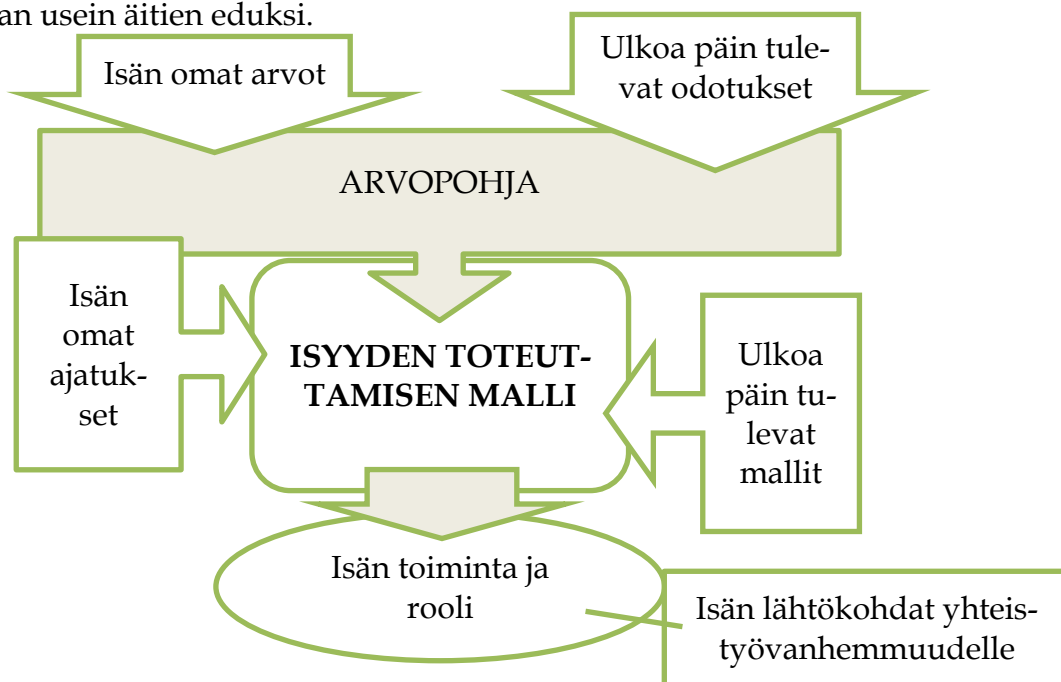 an usein äitien eduksi.
Isän omat arvot
Ulkoa päin tule-
vat odotukset
ARVOPOHJA
Isän
omat
ajatuk-
set
ISYYDEN TOTEUT-
TAMISEN MALLI
Ulkoa
päin tu-
levat
mallit
Isän toiminta ja
rooli
Isän lähtökohdat yhteis-
työvanhemmuudelle